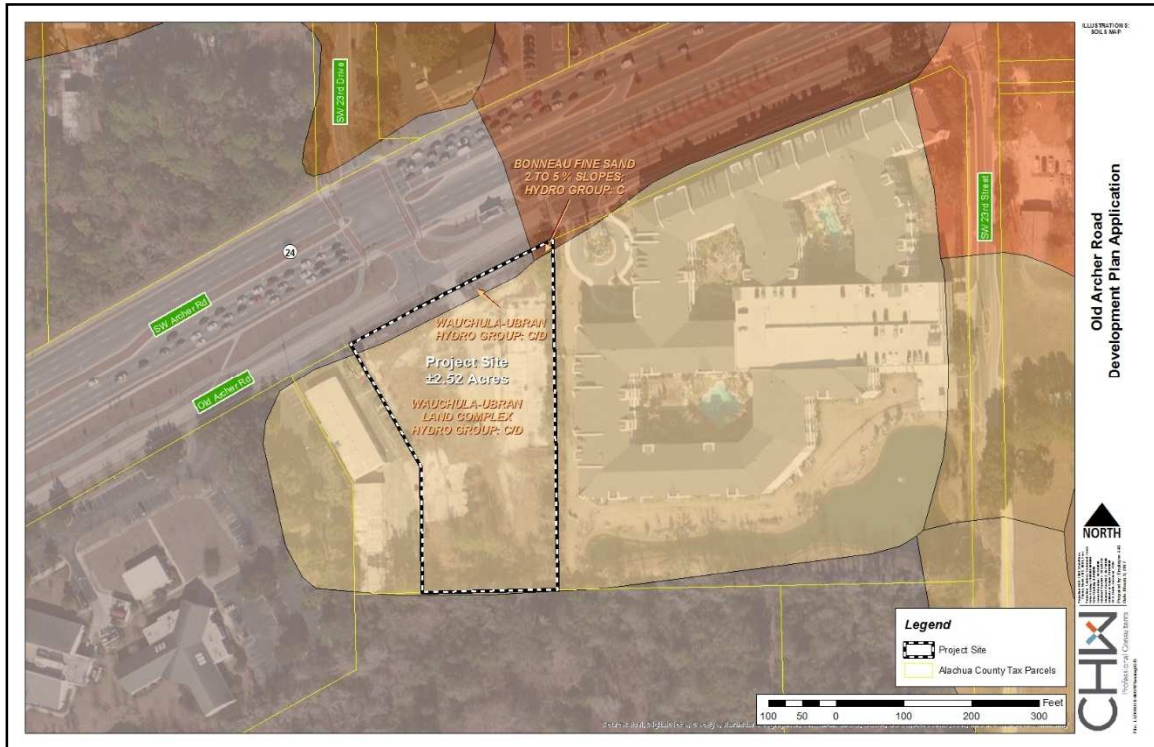 ILLUSTRATIONS:
SOILS MAP
SW 23rd Drive
BONNEAU FINE SAND
2 TO 5 % SLOPES;
HYDRO GROUP: C
24
SW Archer Rd
Old Archer Rd
WAUCHULA-UBRAN
HYDRO GROUP: C/D
Project Site
±2.52 Acres
WAUCHULA-UBRAN
LAND COMPLEX
HYDRO GROUP: C/D
SW 23rd Street
Old Archer Road
Development Plan Application
NORTH
CHW
Professional Consultants
Legend
Project Site
Alachua County Tax Parcels
Feet
100 50 0 100 200 300